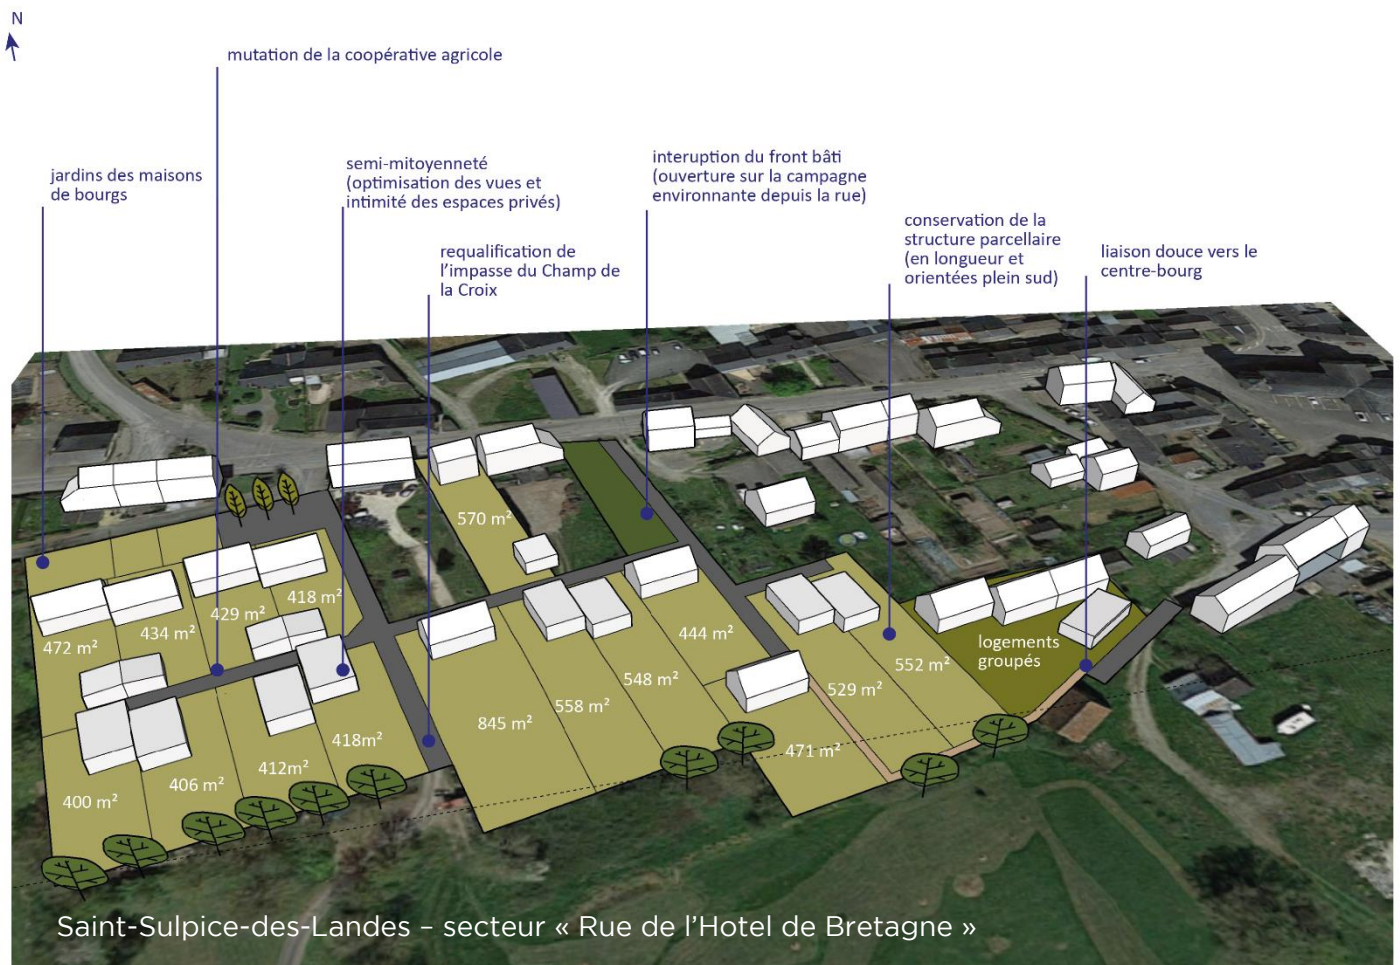 N
mutation de la coopérative agricole
jardins des maisons
de bourgs
semi-mitoyenneté
(optimisation des vues et
intimité des espaces privés)
interuption du front bâti
(ouverture sur la campagne
environnante depuis la rue)
requalification de
l'impasse du Champ de
la Croix
conservation de la
structure parcellaire
(en longueur et
orientées plein sud)
liaison douce vers le
centre-bourg
570 m²
472 m²
434 m²
429 m²
418 m²
444 m²
548 m²
558 m²
845 m²
552 m²
529 m²
471 m²
logements
groupés
400 m²
406 m²
412m²
418m²
Saint-Sulpice-des-Landes – secteur « Rue de l'Hotel de Bretagne »